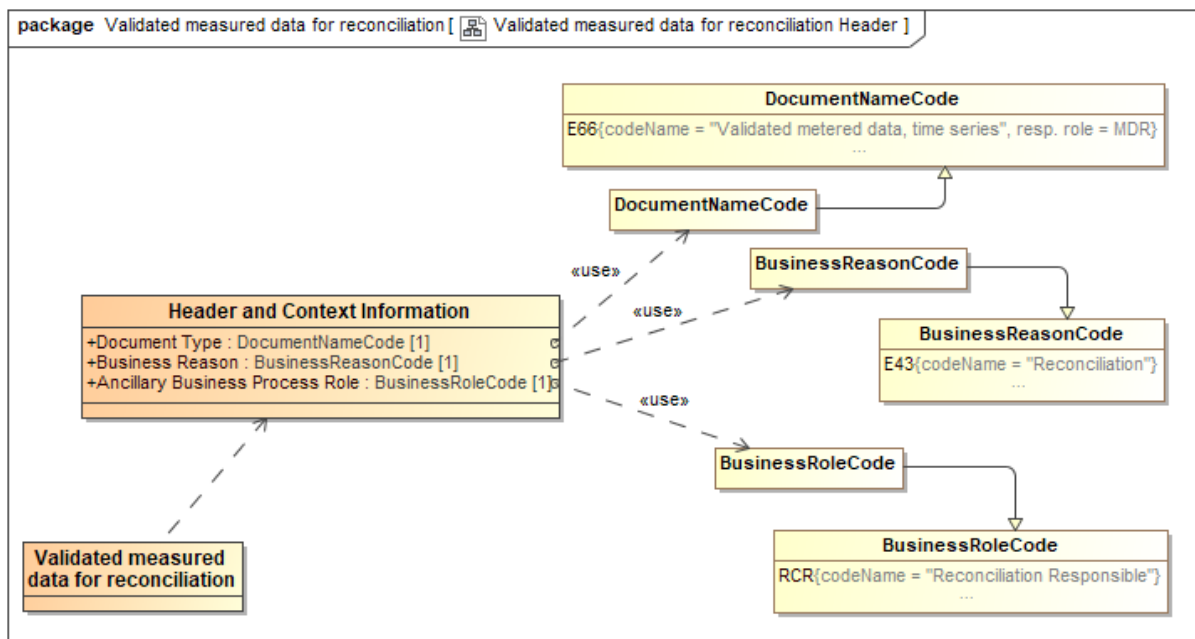 package Validated measured data for reconciliation [ Validated measured data for reconciliation Header ]
DocumentNameCode
E66{codeName = "Validated metered data, time series", resp. role = MDR}
...
DocumentNameCode
«use»
BusinessReasonCode
«use»
Header and Context Information
+Document Type : DocumentNameCode [1]
+Business Reason : BusinessReasonCode [1]
+Ancillary Business Process Role : BusinessRoleCode [1]
BusinessReasonCode
E43{codeName = "Reconciliation"}
...
«use»
BusinessRoleCode
Validated measured
data for reconciliation
BusinessRoleCode
RCR{codeName = "Reconciliation Responsible"}
...